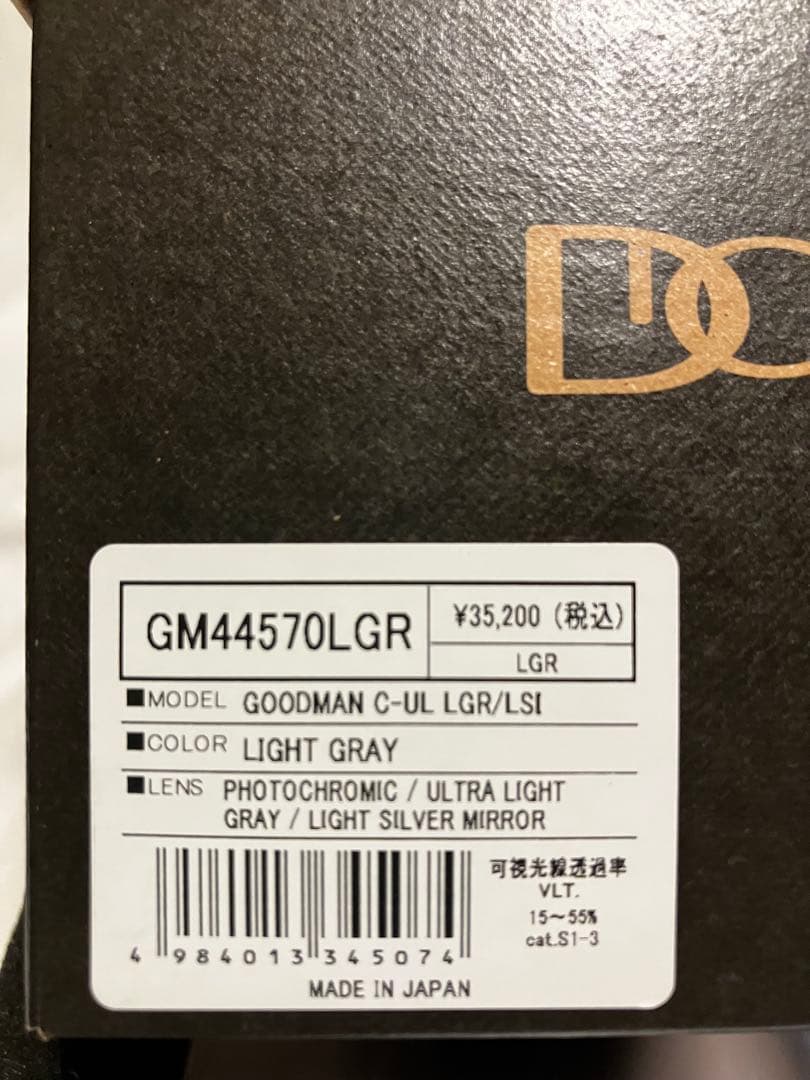 GM44570LGR
¥35,200 (税込)
LGR
■MODEL GOODMAN C-UL LGR/LSI
■COLOR LIGHT GRAY
■LENS PHOTOCHROMIC / ULTRA LIGHT
GRAY / LIGHT SILVER MIRROR
可視光線透過率
VLT.
15～55%
cat.S1-3
4 984013 345074
MADE IN JAPAN